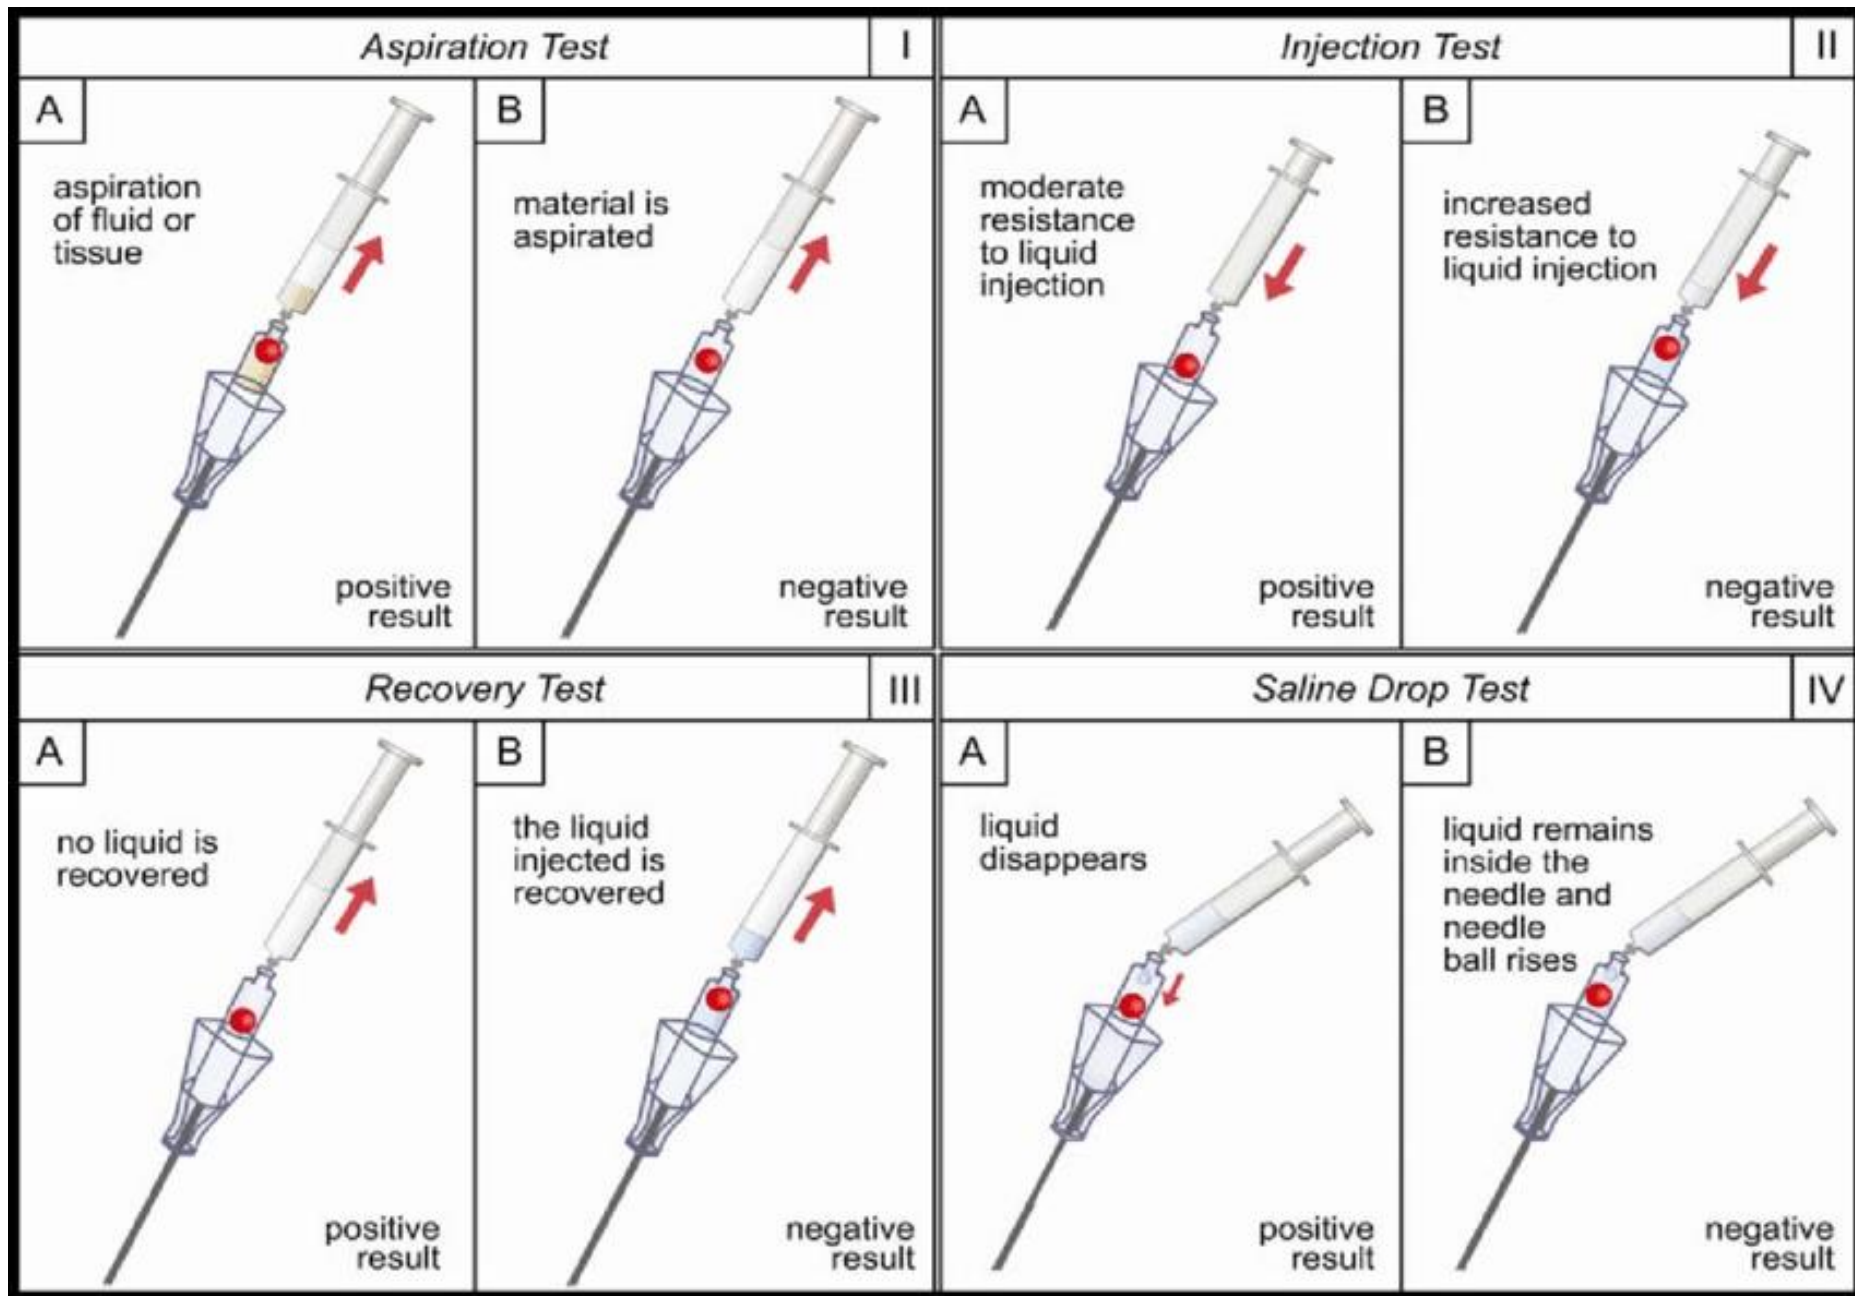 Aspiration Test
I
A
aspiration
of fluid or
tissue
positive
result
B
material is
aspirated
negative
result
Injection Test
II
A
moderate
resistance
to liquid
injection
positive
result
B
increased
resistance to
liquid injection
negative
result
Recovery Test
III
A
no liquid is
recovered
positive
result
B
the liquid
injected is
recovered
negative
result
Saline Drop Test
IV
A
liquid
disappears
positive
result
B
liquid remains
inside the
needle and
needle
ball rises
negative
result